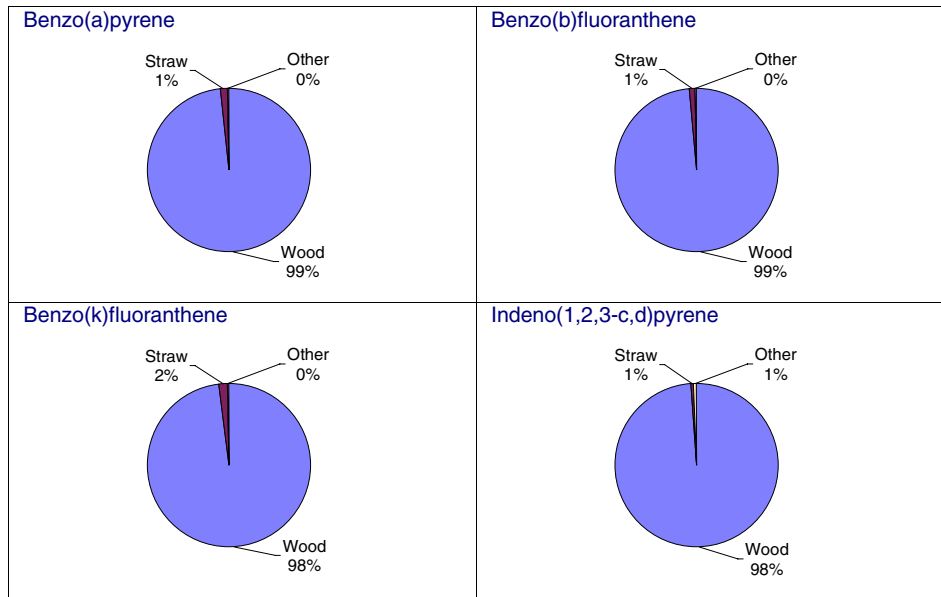 Benzo(a)pyrene
Straw
1%
Other
0%
Wood
99%
Benzo(b)fluoranthene
Straw
1%
Other
0%
Wood
99%
Benzo(k)fluoranthene
Straw
2%
Other
0%
Wood
98%
Indeno(1,2,3-c,d)pyrene
Straw
1%
Other
1%
Wood
98%